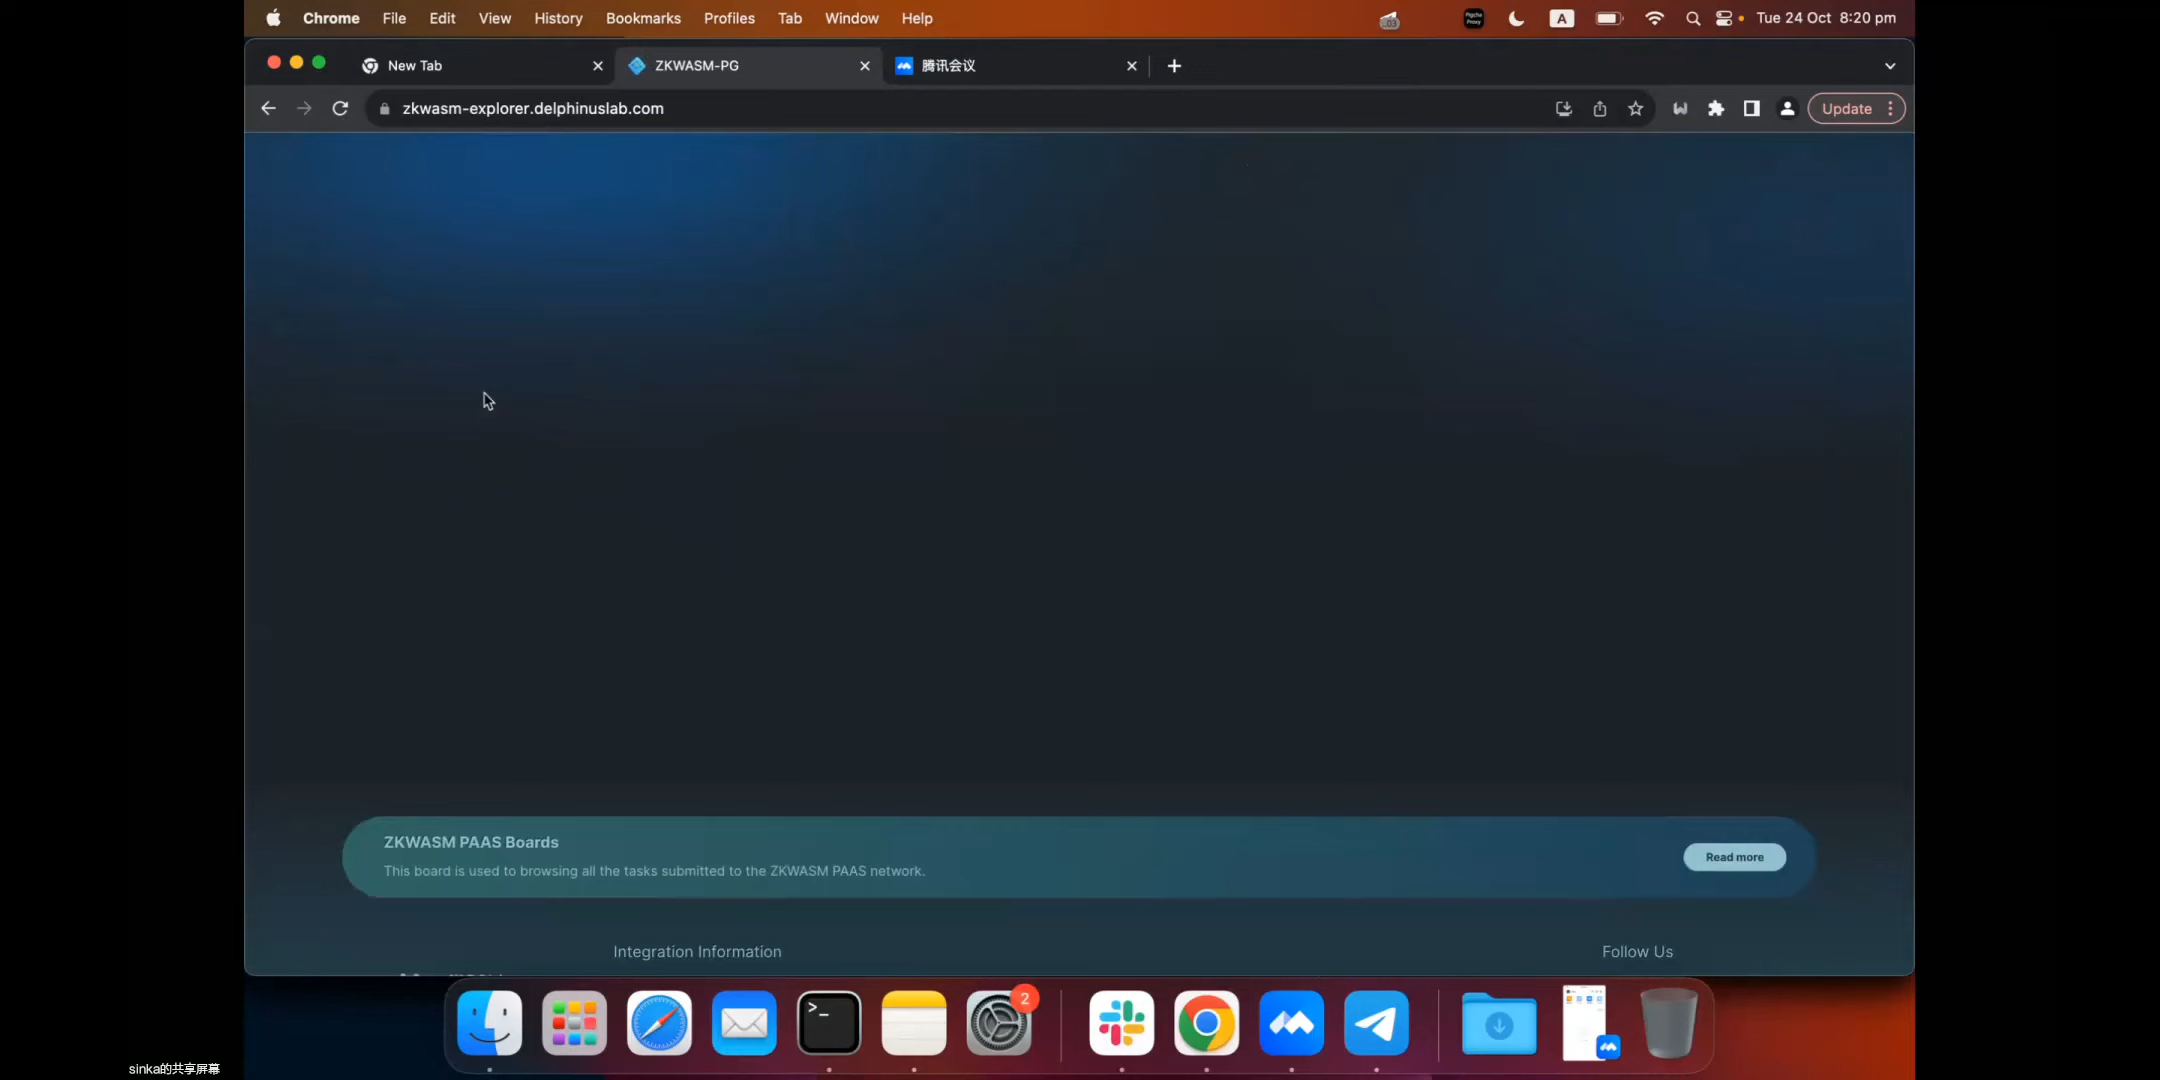 Chrome File Edit View History Bookmarks Profiles Tab Window Help A Tue 24 Oct 8:20 pm
New Tab ZKWASM-PG 腾讯会议
zkwasm-explorer.delphinuslab.com Update
ZKWASM PAAS Boards
This board is used to browsing all the tasks submitted to the ZKWASM PAAS network.
Read more
Integration Information Follow Us
2
sinka的共享屏幕